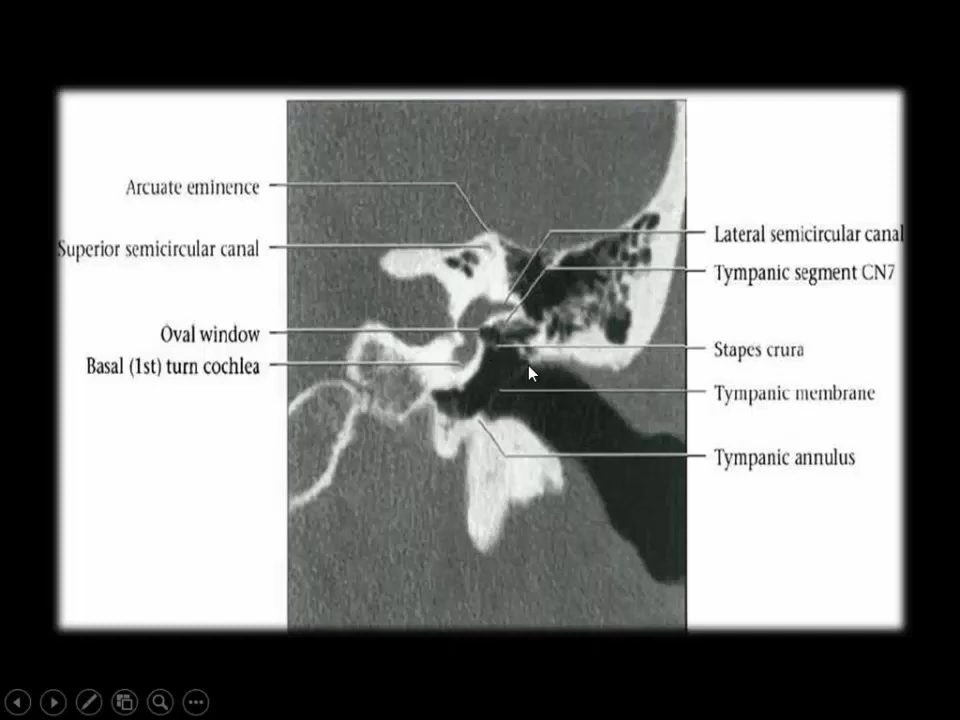 Arcuate eminence
Superior semicircular canal
Oval window
Basal (1st) turn cochlea
Lateral semicircular canal
Tympanic segment CN7
Stapes crura
Tympanic membrane
Tympanic annulus